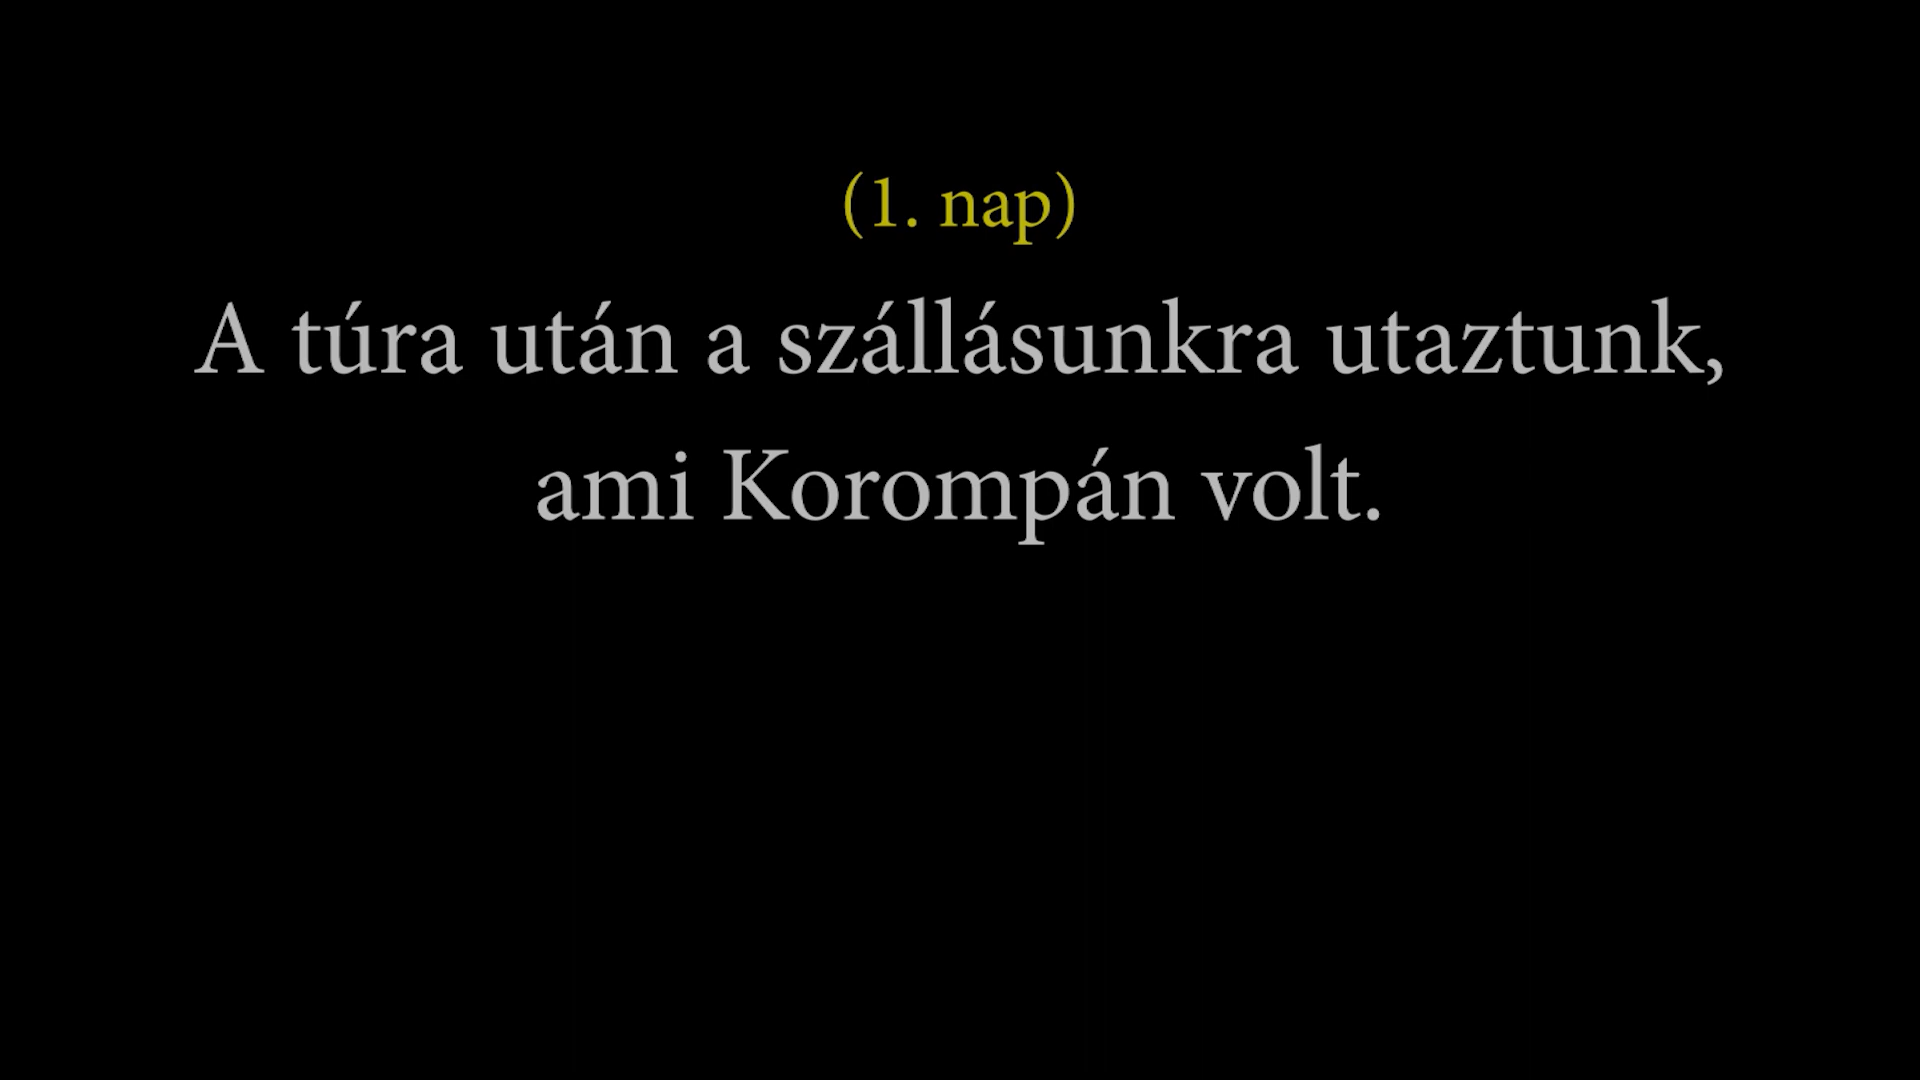 (1. nap)
A túra után a szállásunkra utaztunk,
ami Korompán volt.